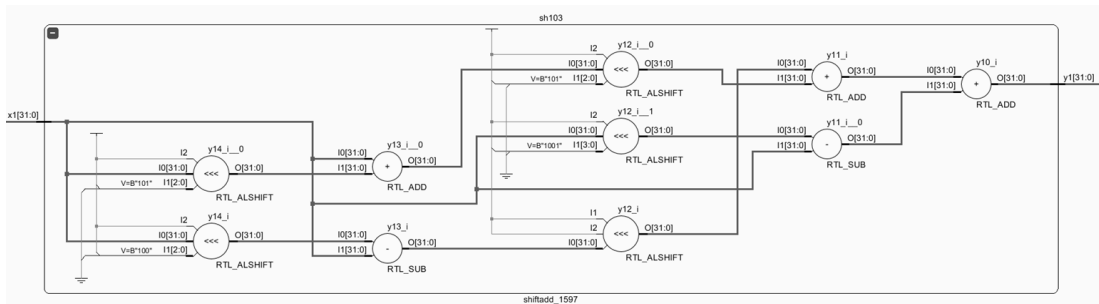 sh103
x1[31:0]
I2
y14_i__0
I0[31:0]
O[31:0]
<<<
V=B"101"
I1[2:0]
RTL_ALSHIFT
I2
y14_i
I0[31:0]
O[31:0]
<<<
V=B"100"
I1[2:0]
RTL_ALSHIFT
y13_i__0
I0[31:0]
O[31:0]
I1[31:0]
+
RTL_ADD
y13_i
I0[31:0]
O[31:0]
I1[31:0]
-
RTL_SUB
I2
y12_i__0
I0[31:0]
O[31:0]
<<<
V=B"101"
I1[2:0]
RTL_ALSHIFT
I2
y12_i__1
I0[31:0]
O[31:0]
<<<
V=B"1001"
I1[3:0]
RTL_ALSHIFT
I1
y12_i
I2
O[31:0]
<<<
I0[31:0]
RTL_ALSHIFT
y11_i
I0[31:0]
O[31:0]
I1[31:0]
+
RTL_ADD
y11_i__0
I0[31:0]
O[31:0]
I1[31:0]
-
RTL_SUB
y10_i
I0[31:0]
O[31:0]
I1[31:0]
+
RTL_ADD
y1[31:0]
shiftadd_1597